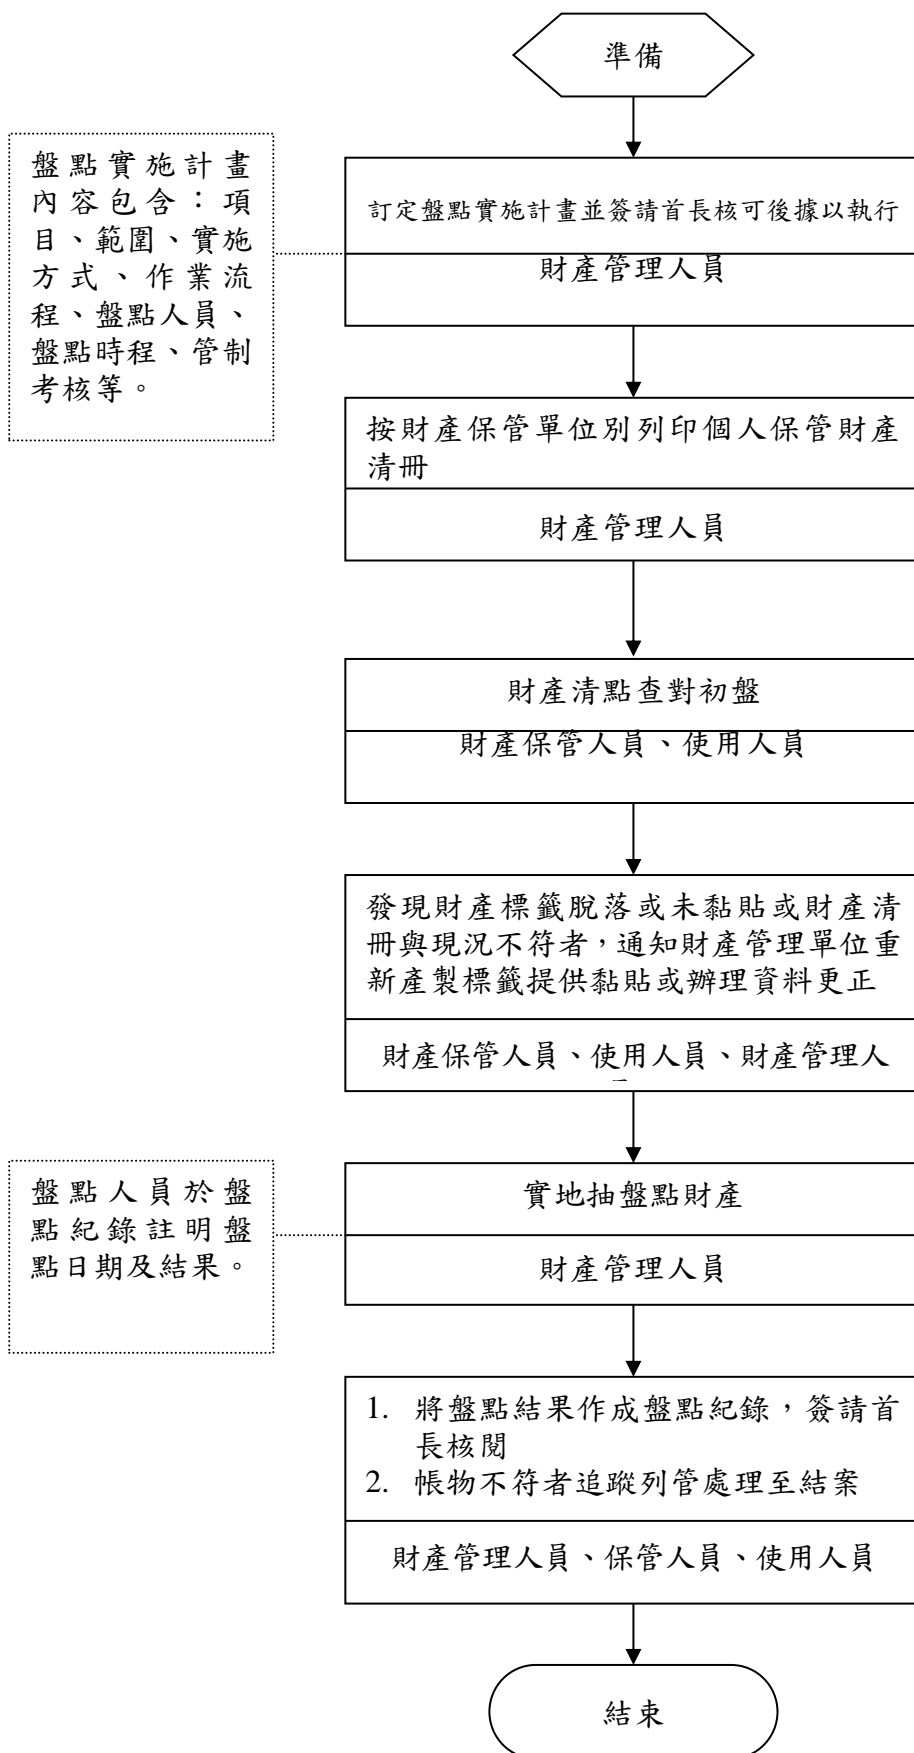 準備
盤點實施計畫
內容包含：項
目、範圍、實施
方式、作業流
程、盤點人員、
盤點時程、管制
考核等。
訂定盤點實施計畫並簽請首長核可後據以執行
財產管理人員
按財產保管單位別列印個人保管財產
清冊
財產管理人員
財產清點查對初盤
財產保管人員、使用人員
發現財產標籤脫落或未黏貼或財產清
冊與現況不符者，通知財產管理單位重
新產製標籤提供黏貼或辦理資料更正
財產保管人員、使用人員、財產管理人
盤點人員於盤
點紀錄註明盤
點日期及結果。
實地抽盤點財產
財產管理人員
1. 將盤點結果作成盤點紀錄，簽請首
長核閱
2. 帳物不符者追蹤列管處理至結案
財產管理人員、保管人員、使用人員
結束